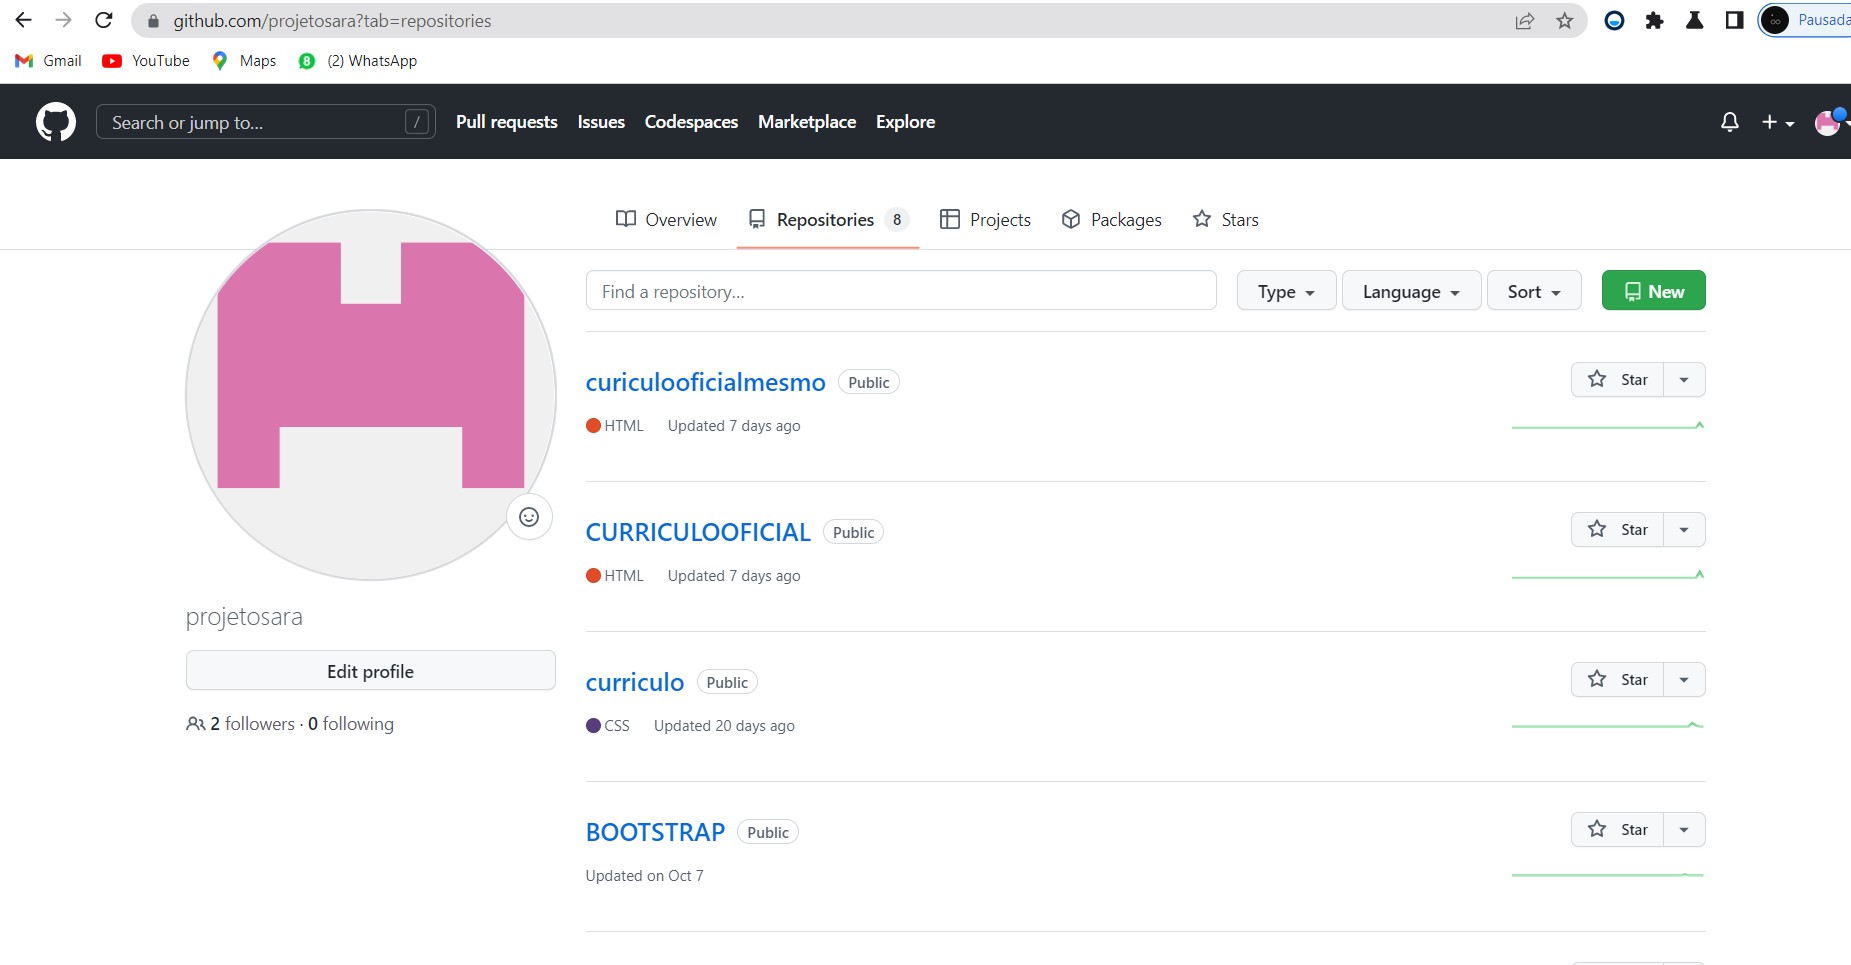 github.com/projetosara?tab=repositories
Pausada
Gmail YouTube Maps 8 (2) WhatsApp
Search or jump to... / Pull requests Issues Codespaces Marketplace Explore
Overview Repositories 8 Projects Packages Stars
Find a repository... Type Language Sort New
curiculooficialmesmo Public Star
HTML Updated 7 days ago
CURRICULOOFICIAL Public Star
HTML Updated 7 days ago
projetosara
Edit profile
2 followers · 0 following
curriculo Public Star
CSS Updated 20 days ago
BOOTSTRAP Public Star
Updated on Oct 7